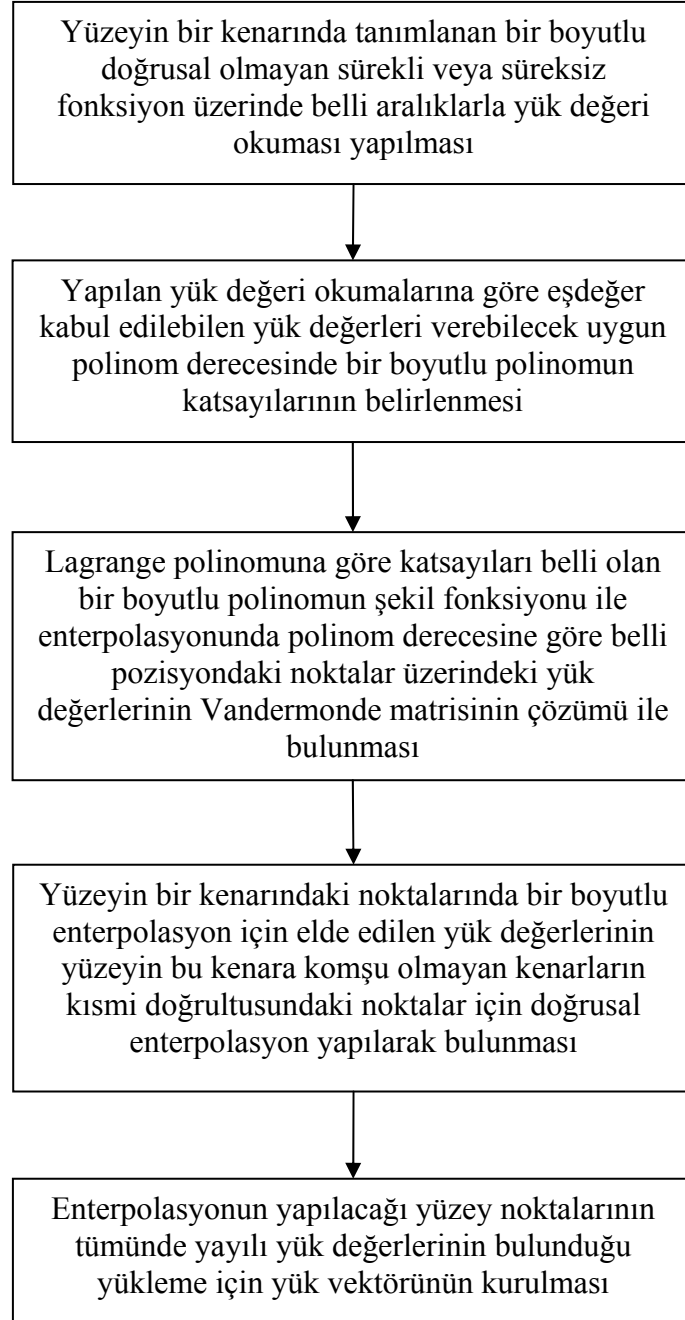 Yüzeyin bir kenarında tanımlanan bir boyutlu
doğrusal olmayan sürekli veya süreksiz
fonksiyon üzerinde belli aralıklarla yük değeri
okuması yapılması
Yapılan yük değeri okumalarına göre eşdeğer
kabul edilebilen yük değerleri verebilecek uygun
polinom derecesinde bir boyutlu polinomun
katsayılarının belirlenmesi
Lagrange polinomuna göre katsayıları belli olan
bir boyutlu polinomun şekil fonksiyonu ile
enterpolasyonunda polinom derecesine göre belli
pozisyondaki noktalar üzerindeki yük
değerlerinin Vandermonde matrisinin çözümü ile
bulunması
Yüzeyin bir kenarındaki noktalarında bir boyutlu
enterpolasyon için elde edilen yük değerlerinin
yüzeyin bu kenara komşu olmayan kenarların
kısmi doğrultusundaki noktalar için doğrusal
enterpolasyon yapılarak bulunması
Enterpolasyonun yapılacağı yüzey noktalarının
tümünde yayılı yük değerlerinin bulunduğu
yükleme için yük vektörünün kurulması